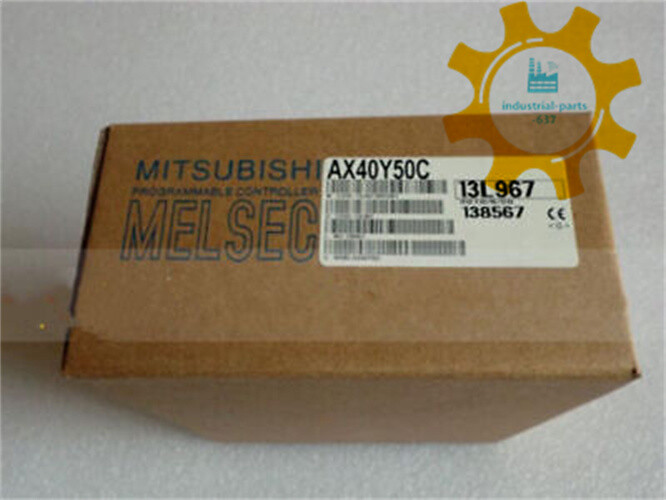 industrial-parts
-637
MITSUBISHI
PROGRAMMABLE CONTROLLER
MELSEC
AX40Y50C
13L967
138567
CE